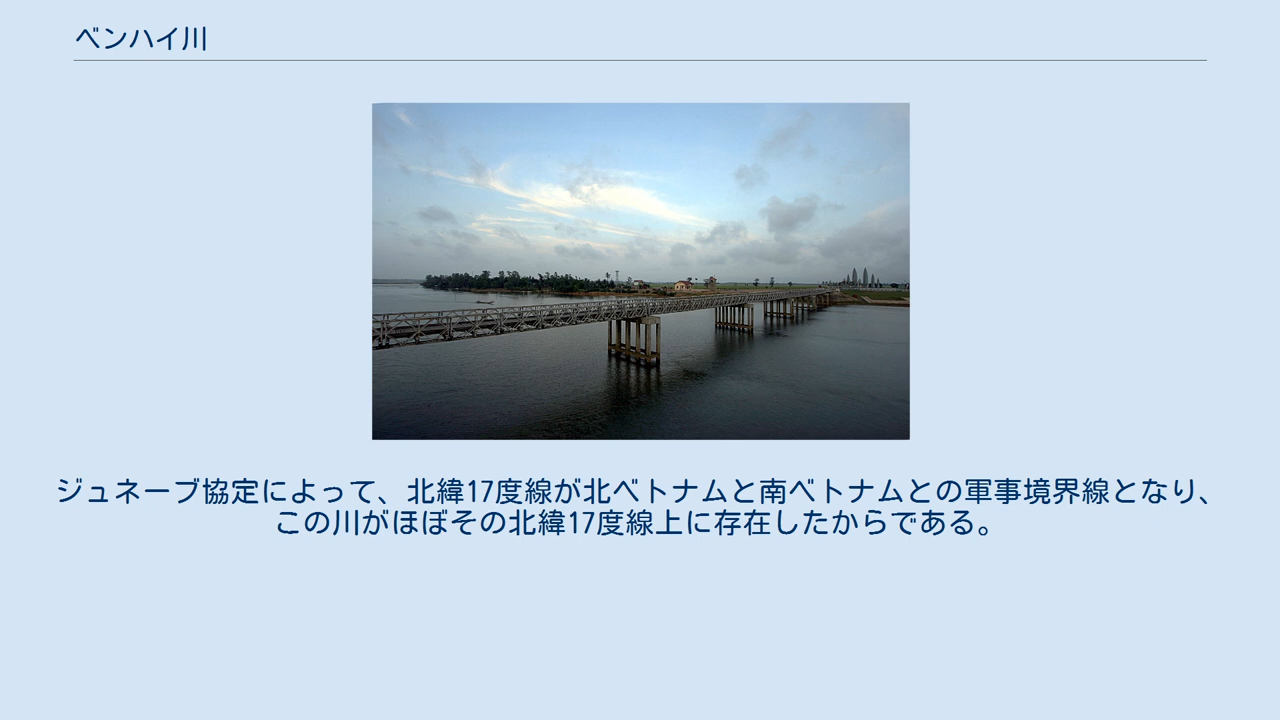 ベンハイ川
ジュネーブ協定によって、北緯17度線が北ベトナムと南ベトナムとの軍事境界線となり、
この川がほぼその北緯17度線上に存在したからである。